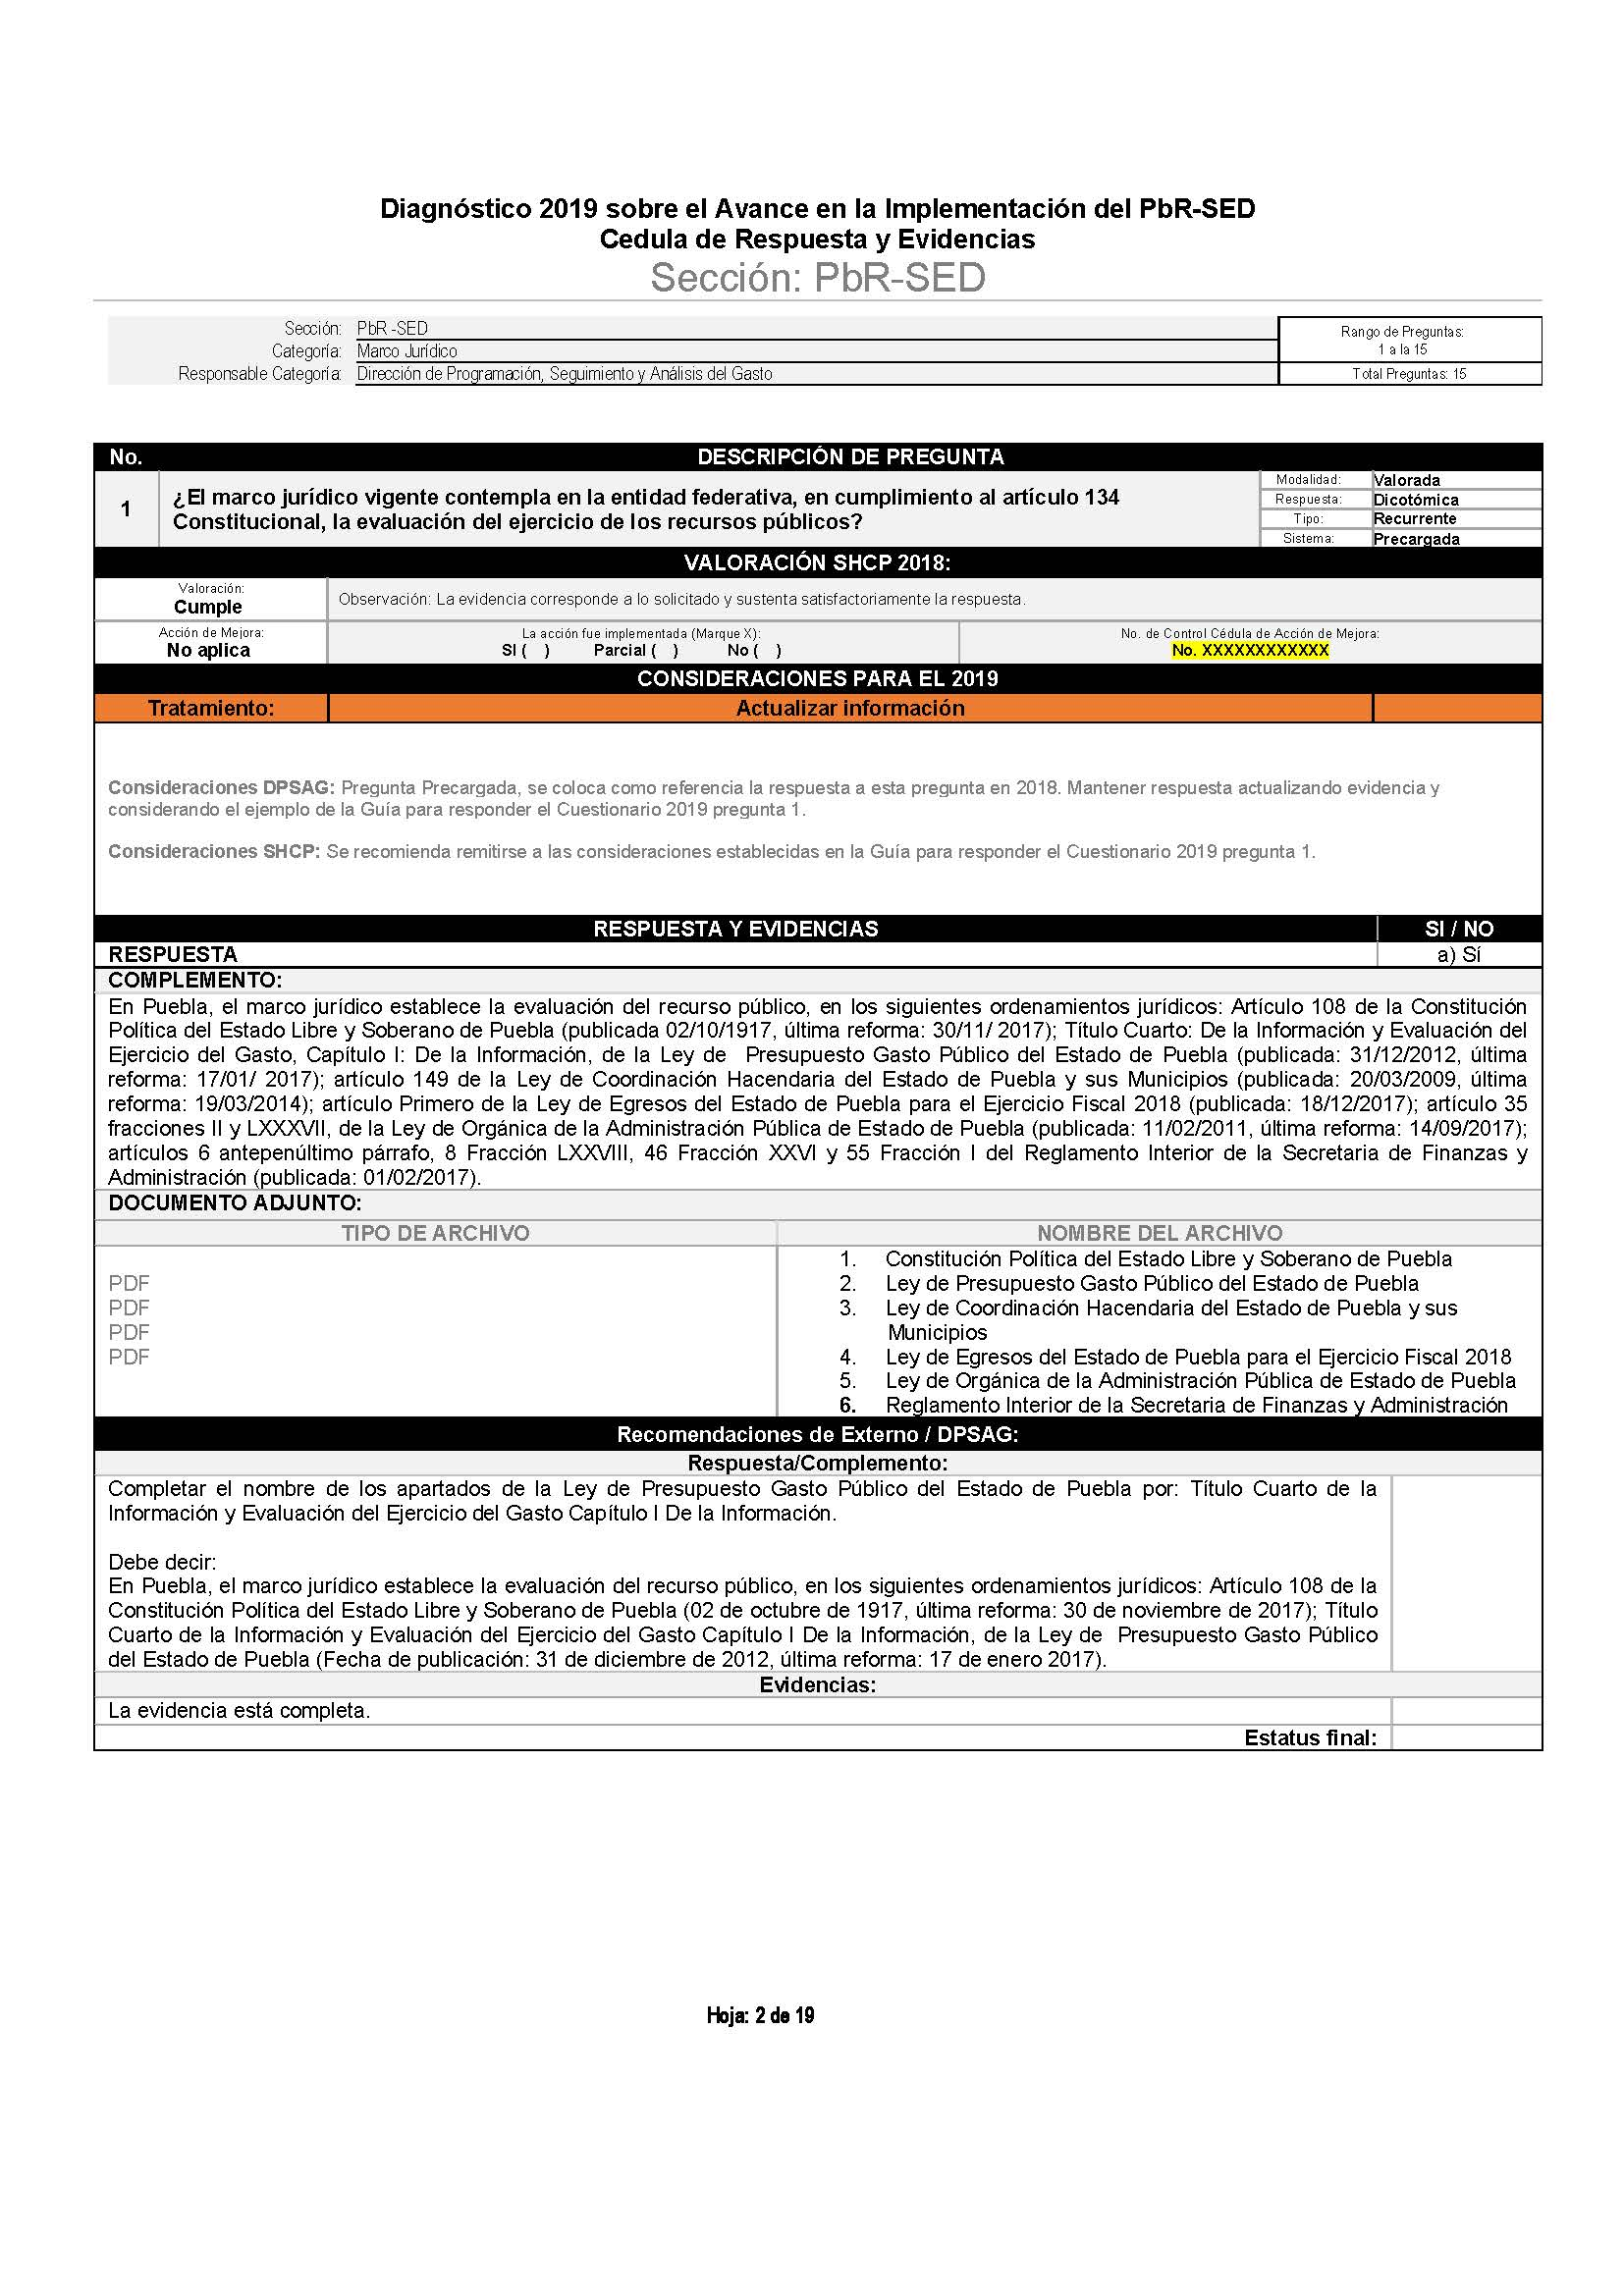 Diagnóstico 2019 sobre el Avance en la Implementación del PbR-SED
Cedula de Respuesta y Evidencias
Sección: PbR-SED
Sección: PbR -SED
Categoría: Marco Jurídico
Responsable Categoría: Dirección de Programación, Seguimiento y Análisis del Gasto
Rango de Preguntas:
1 a la 15
Total Preguntas: 15
No. DESCRIPCIÓN DE PREGUNTA
1
¿El marco jurídico vigente contempla en la entidad federativa, en cumplimiento al artículo 134
Constitucional, la evaluación del ejercicio de los recursos públicos?
Modalidad: Valorada
Respuesta: Dicotómica
Tipo: Recurrente
Sistema: Precargada
VALORACIÓN SHCP 2018:
Valoración:
Cumple
Observación: La evidencia corresponde a lo solicitado y sustenta satisfactoriamente la respuesta.
Acción de Mejora:
No aplica
La acción fue implementada (Marque X):
SI ( ) Parcial ( ) No ( )
No. de Control Cédula de Acción de Mejora:
No. XXXXXXXXXXXX
CONSIDERACIONES PARA EL 2019
Tratamiento: Actualizar información
Consideraciones DPSAG: Pregunta Precargada, se coloca como referencia la respuesta a esta pregunta en 2018. Mantener respuesta actualizando evidencia y
considerando el ejemplo de la Guía para responder el Cuestionario 2019 pregunta 1.
Consideraciones SHCP: Se recomienda remitirse a las consideraciones establecidas en la Guía para responder el Cuestionario 2019 pregunta 1.
RESPUESTA Y EVIDENCIAS SI / NO
RESPUESTA a) Sí
COMPLEMENTO:
En Puebla, el marco jurídico establece la evaluación del recurso público, en los siguientes ordenamientos jurídicos: Artículo 108 de la Constitución
Política del Estado Libre y Soberano de Puebla (publicada 02/10/1917, última reforma: 30/11/ 2017); Título Cuarto: De la Información y Evaluación del
Ejercicio del Gasto, Capítulo I: De la Información, de la Ley de Presupuesto Gasto Público del Estado de Puebla (publicada: 31/12/2012, última
reforma: 17/01/ 2017); artículo 149 de la Ley de Coordinación Hacendaria del Estado de Puebla y sus Municipios (publicada: 20/03/2009, última
reforma: 19/03/2014); artículo Primero de la Ley de Egresos del Estado de Puebla para el Ejercicio Fiscal 2018 (publicada: 18/12/2017); artículo 35
fracciones II y LXXXVII, de la Ley de Orgánica de la Administración Pública de Estado de Puebla (publicada: 11/02/2011, última reforma: 14/09/2017);
artículos 6 antepenúltimo párrafo, 8 Fracción LXXVIII, 46 Fracción XXVI y 55 Fracción I del Reglamento Interior de la Secretaria de Finanzas y
Administración (publicada: 01/02/2017).
DOCUMENTO ADJUNTO:
TIPO DE ARCHIVO NOMBRE DEL ARCHIVO
PDF
PDF
PDF
PDF
1. Constitución Política del Estado Libre y Soberano de Puebla
2. Ley de Presupuesto Gasto Público del Estado de Puebla
3. Ley de Coordinación Hacendaria del Estado de Puebla y sus
Municipios
4. Ley de Egresos del Estado de Puebla para el Ejercicio Fiscal 2018
5. Ley de Orgánica de la Administración Pública de Estado de Puebla
6. Reglamento Interior de la Secretaria de Finanzas y Administración
Recomendaciones de Externo / DPSAG:
Respuesta/Complemento:
Completar el nombre de los apartados de la Ley de Presupuesto Gasto Público del Estado de Puebla por: Título Cuarto de la
Información y Evaluación del Ejercicio del Gasto Capítulo I De la Información.
Debe decir:
En Puebla, el marco jurídico establece la evaluación del recurso público, en los siguientes ordenamientos jurídicos: Artículo 108 de la
Constitución Política del Estado Libre y Soberano de Puebla (02 de octubre de 1917, última reforma: 30 de noviembre de 2017); Título
Cuarto de la Información y Evaluación del Ejercicio del Gasto Capítulo I De la Información, de la Ley de Presupuesto Gasto Público
del Estado de Puebla (Fecha de publicación: 31 de diciembre de 2012, última reforma: 17 de enero 2017).
Evidencias:
La evidencia está completa.
Estatus final:
Hoja: 2 de 19